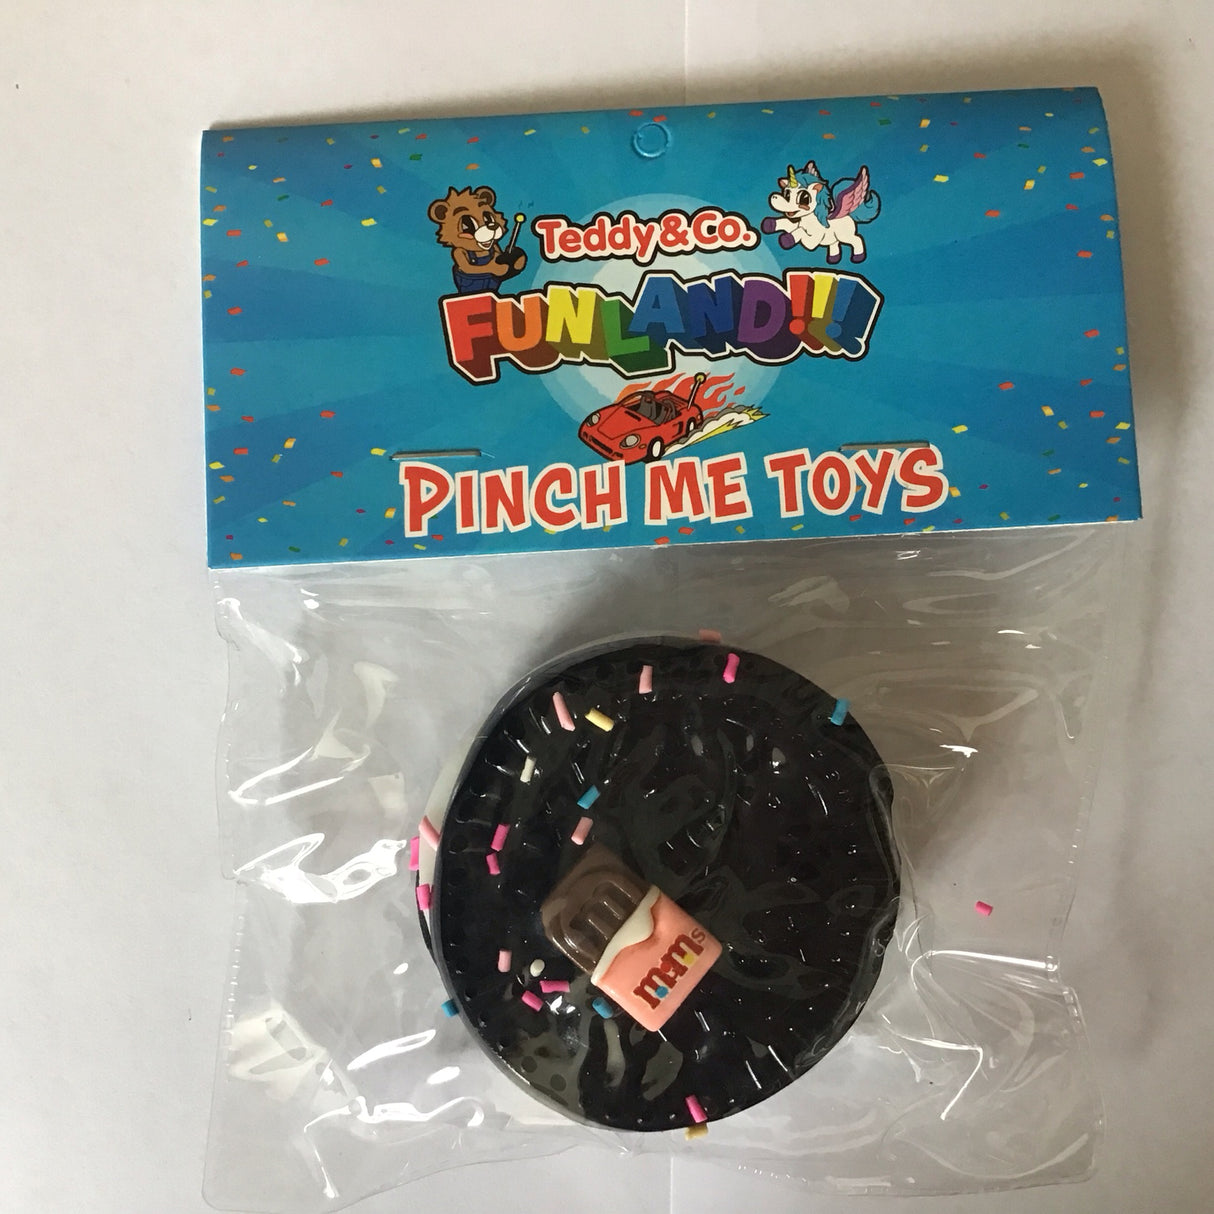 Teddy&Co.
FUNLAND!!!
PINCH ME TOYS
m&m
s